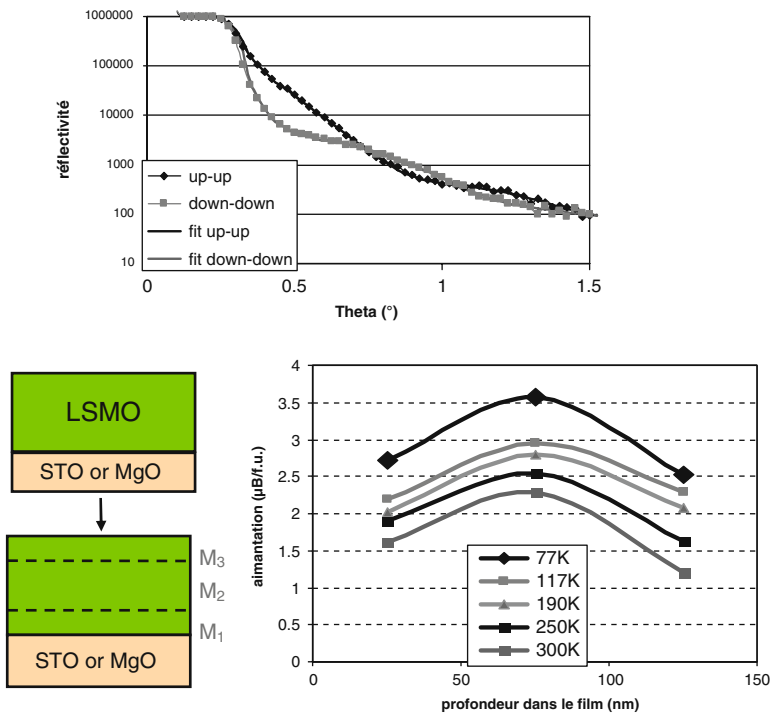 1000000
100000
10000
1000
100
10
réflectivité
up-up
down-down
fit up-up
fit down-down
0
0.5
1
1.5
Theta (°)
LSMO
STO or MgO
M3
M2
M1
STO or MgO
4
3.5
3
2.5
2
1.5
1
0.5
0
aimantation (µB/f.u.)
77K
117K
190K
250K
300K
0
50
100
150
profondeur dans le film (nm)